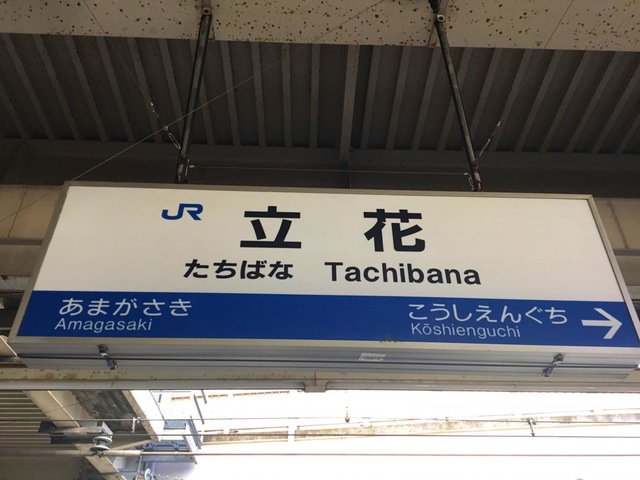 JR 立花
たちばな Tachibana
あまがさき こうしえんぐち →
Amagasaki Kōshienguchi